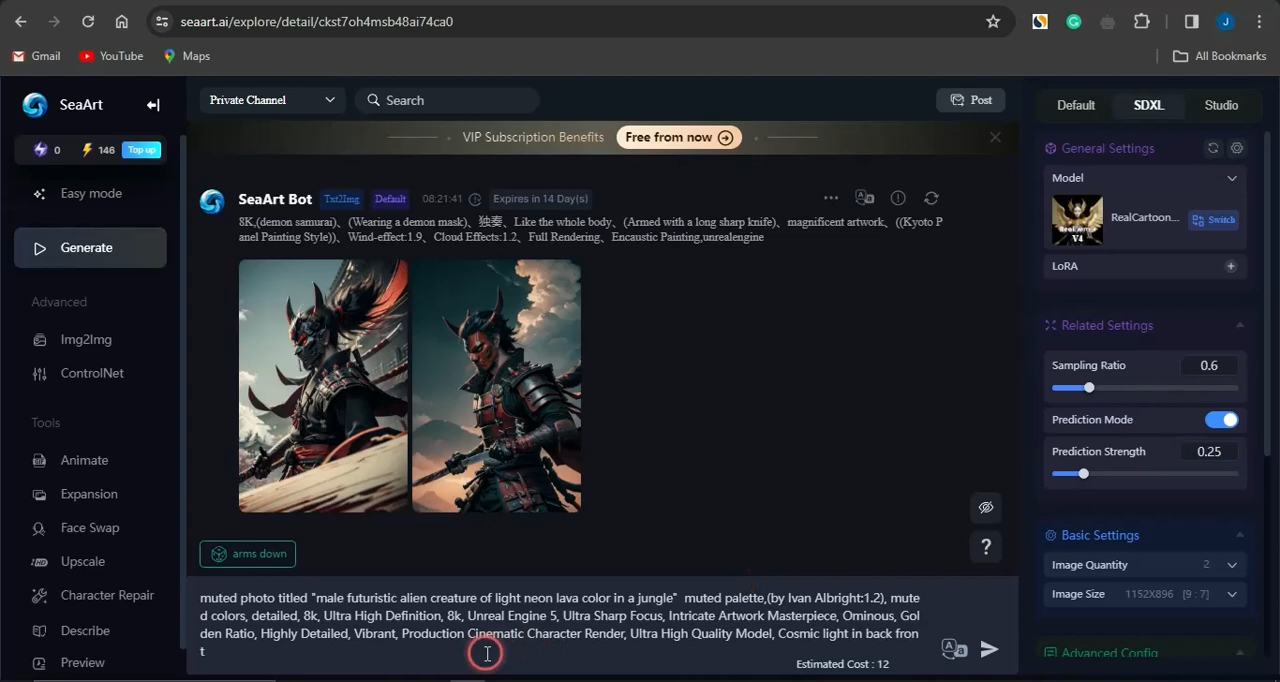 seaart.ai/explore/detail/ckst7oh4msb48ai74ca0
J
Gmail
YouTube
Maps
All Bookmarks
SeaArt
0
146
Top up
Easy mode
Generate
Advanced
Img2Img
ControlNet
Tools
Animate
Expansion
Face Swap
Upscale
Character Repair
Describe
Preview
Private Channel
Search
Post
VIP Subscription Benefits
Free from now
SeaArt Bot
Txt2Img
Default
08:21:41
Expires in 14 Day(s)
8K,(demon samurai)、(Wearing a demon mask)、独奏、Like the whole body、(Armed with a long sharp knife)、magnificent artwork、((Kyoto P
anel Painting Style))、Wind-effect:1.9、Cloud Effects:1.2、Full Rendering、Encaustic Painting,unrealengine
arms down
?
muted photo titled "male futuristic alien creature of light neon lava color in a jungle"  muted palette,(by Ivan Albright:1.2), mute
d colors, detailed, 8k, Ultra High Definition, 8k, Unreal Engine 5, Ultra Sharp Focus, Intricate Artwork Masterpiece, Ominous, Gol
den Ratio, Highly Detailed, Vibrant, Production Cinematic Character Render, Ultra High Quality Model, Cosmic light in back fron
t
Estimated Cost : 12
Default
SDXL
Studio
General Settings
Model
RealCartoon...
Switch
V4
LoRA
Related Settings
Sampling Ratio
0.6
Prediction Mode
Prediction Strength
0.25
Basic Settings
Image Quantity
2
Image Size
1152X896
[9 : 7]
Advanced Config